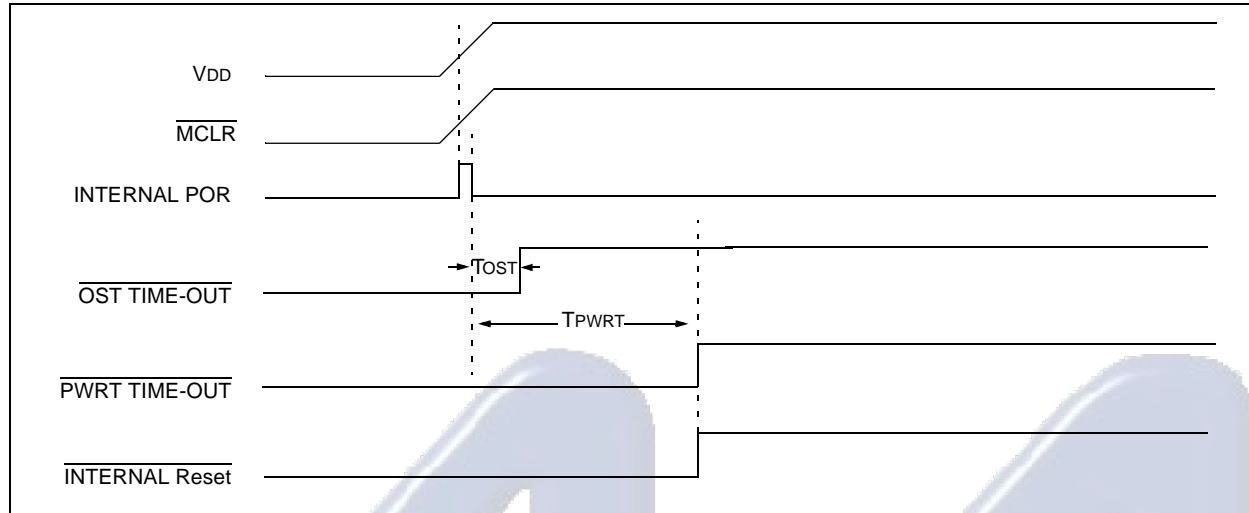 VDD
MCLR
INTERNAL POR
TOST
OST TIME-OUT
TPWRT
PWRT TIME-OUT
INTERNAL Reset